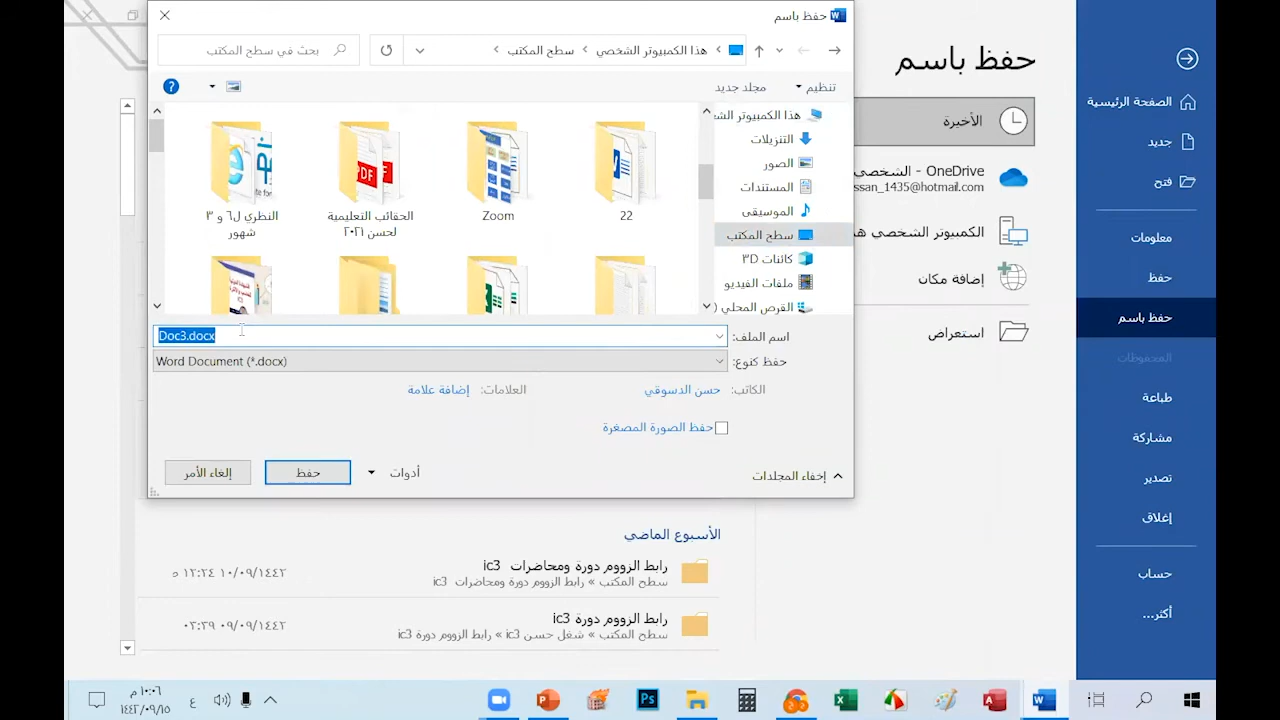 حفظ باسم
هذا الكمبيوتر الشخصي
سطح المكتب
بحث في سطح المكتب
تنظيم
مجلد جديد
هذا الكمبيوتر الش
التنزيلات
الصور
المستندات
الموسيقى
سطح المكتب
كائنات 3D
ملفات الفيديو
القرص المحلي (
22
Zoom
الحقائب التعليمية
لحسن ٢٠٢١
النظري ل٦ و ٣
شهور
PDF
اسم الملف:
Doc3.docx
حفظ كنوع:
Word Document (*.docx)
الكاتب:
حسن الدسوقي
العلامات:
إضافة علامة
حفظ الصورة المصغرة
إخفاء المجلدات
أدوات
حفظ
إلغاء الأمر
حفظ باسم
الأخيرة
OneDrive - الشخصي
ssan_1435@hotmail.com
الكمبيوتر الشخصي
إضافة مكان
استعراض
الصفحة الرئيسية
جديد
فتح
معلومات
حفظ
حفظ باسم
المحفوظات
طباعة
مشاركة
تصدير
إغلاق
حساب
أكثر...
الأسبوع الماضي
رابط الزووم دورة ومحاضرات ic3
سطح المكتب » رابط الزووم دورة ومحاضرات ic3
١٠/٠٩/١٤٤٢ ١٢:٢٤ م
رابط الزووم دورة ic3
سطح المكتب » شغل حسن ic3 » رابط الزووم دورة ic3
٠٩/٠٩/١٤٤٢ ٠٢:٣٩
ع
١٠:٠٦ م
١٤٤٢/٠٩/١٥